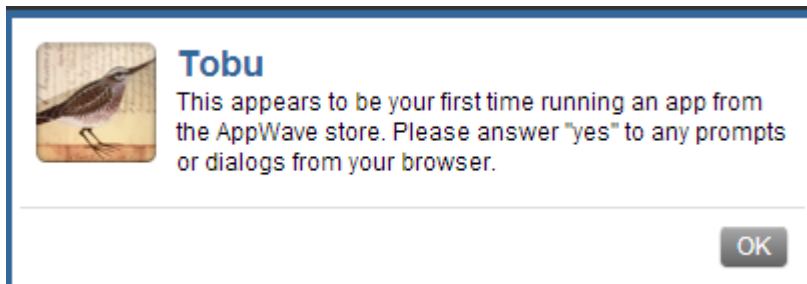 Tobu
This appears to be your first time running an app from
the AppWave store. Please answer "yes" to any prompts
or dialogs from your browser.
OK